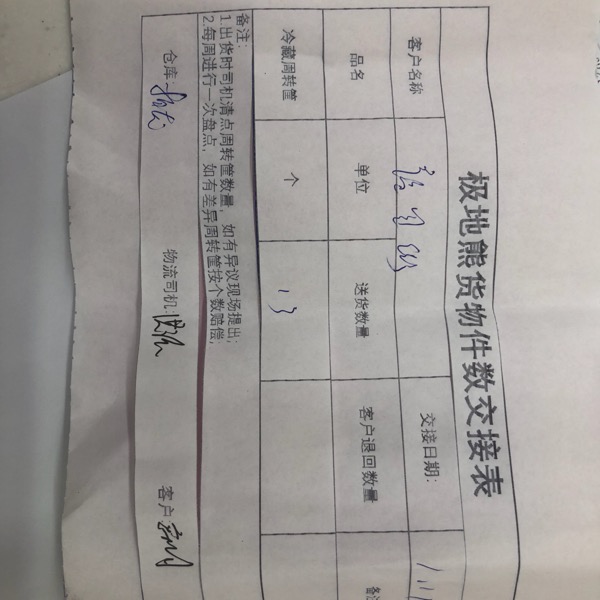 极地熊货物件数交接表
客户名称 交接日期：
品名 单位 送货数量 客户退回数量
冷藏周转筐 个 13
备注：
1.出货时司机清点周转筐数量，如有异议现场提出；
2.每周进行一次盘点，如有差异周转筐按个数赔偿；
仓库： 物流司机： 客户